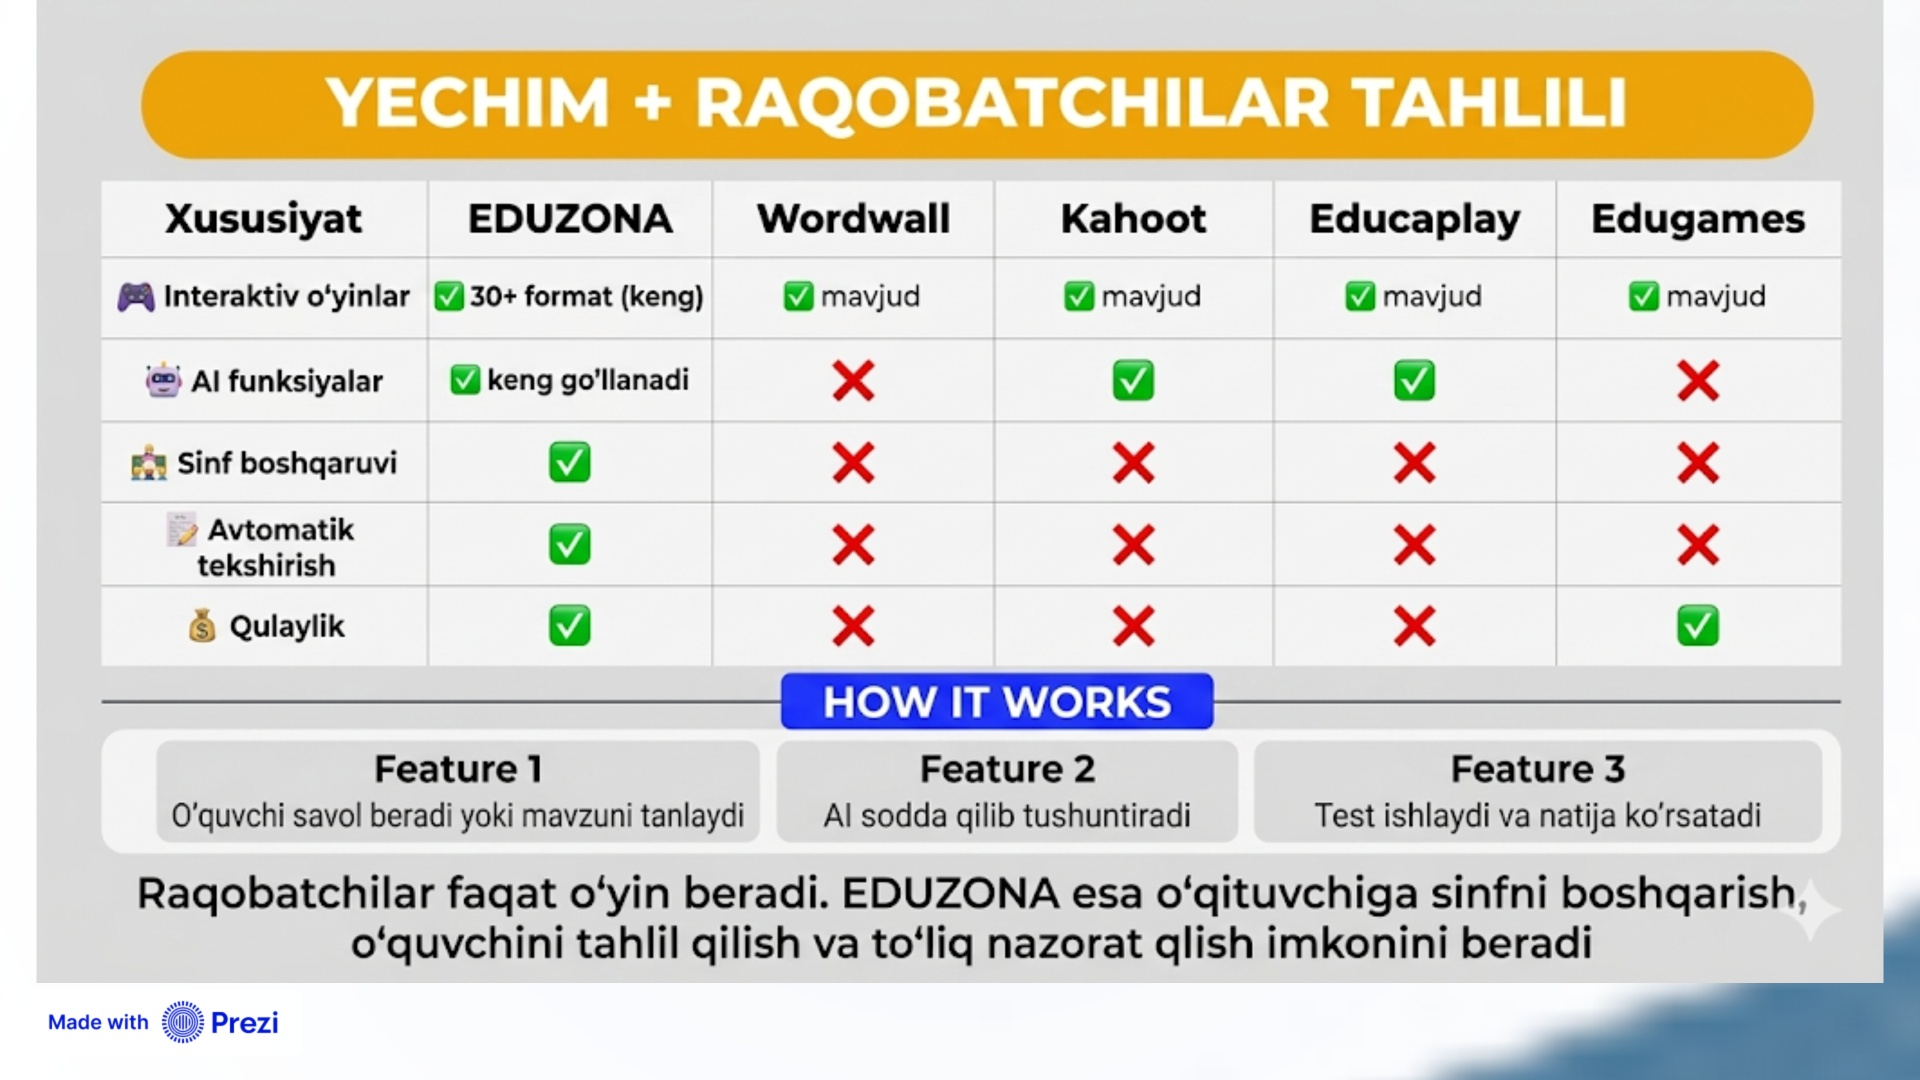 YECHIM + RAQOBATCHILAR TAHLILI
Xususiyat EDUZONA Wordwall Kahoot Educaplay Edugames
🎮 Interaktiv o‘yinlar ✅ 30+ format (keng) ✅ mavjud ✅ mavjud ✅ mavjud ✅ mavjud
🤖 AI funksiyalar ✅ keng go’llanadi ❌ ✅ ✅ ❌
Sinf boshqaruvi ✅ ❌ ❌ ❌ ❌
📝 Avtomatik
tekshirish ✅ ❌ ❌ ❌ ❌
💰 Qulaylik ✅ ❌ ❌ ❌ ✅
HOW IT WORKS
Feature 1 Feature 2 Feature 3
O’quvchi savol beradi yoki mavzuni tanlaydi AI sodda qilib tushuntiradi Test ishlaydi va natija ko’rsatadi
Raqobatchilar faqat o‘yin beradi. EDUZONA esa o‘qituvchiga sinfni boshqarish,
o‘quvchini tahlil qilish va to‘liq nazorat qlish imkonini beradi
Made with Prezi